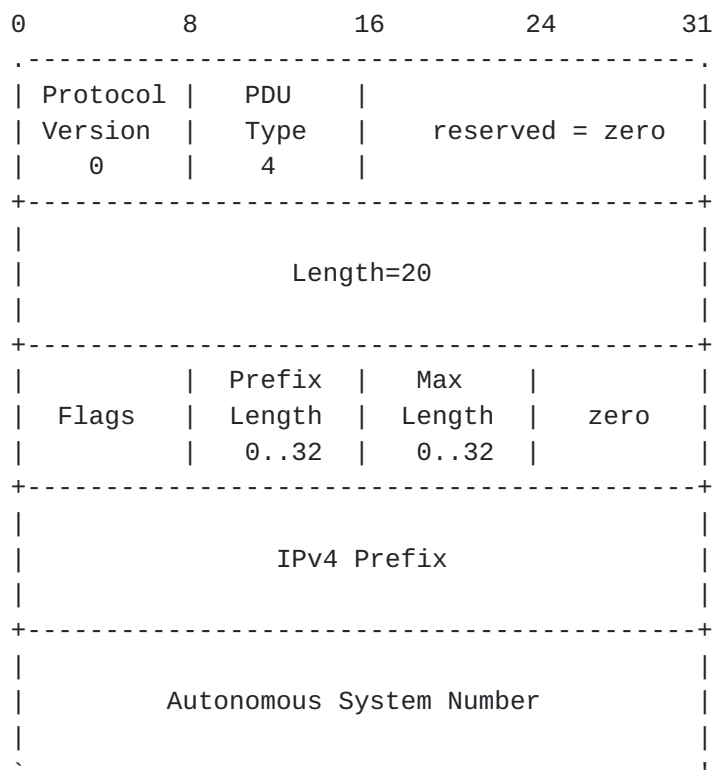 0 8 16 24 31
.-------------------------------------------.
| Protocol | PDU | |
| Version | Type | reserved = zero |
| 0 | 4 | |
+-------------------------------------------+
| |
| Length=20 |
| |
+-------------------------------------------+
| | Prefix | Max | |
| Flags | Length | Length | zero |
| | 0..32 | 0..32 | |
+-------------------------------------------+
| |
| IPv4 Prefix |
| |
+-------------------------------------------+
| |
| Autonomous System Number |
| |
` '